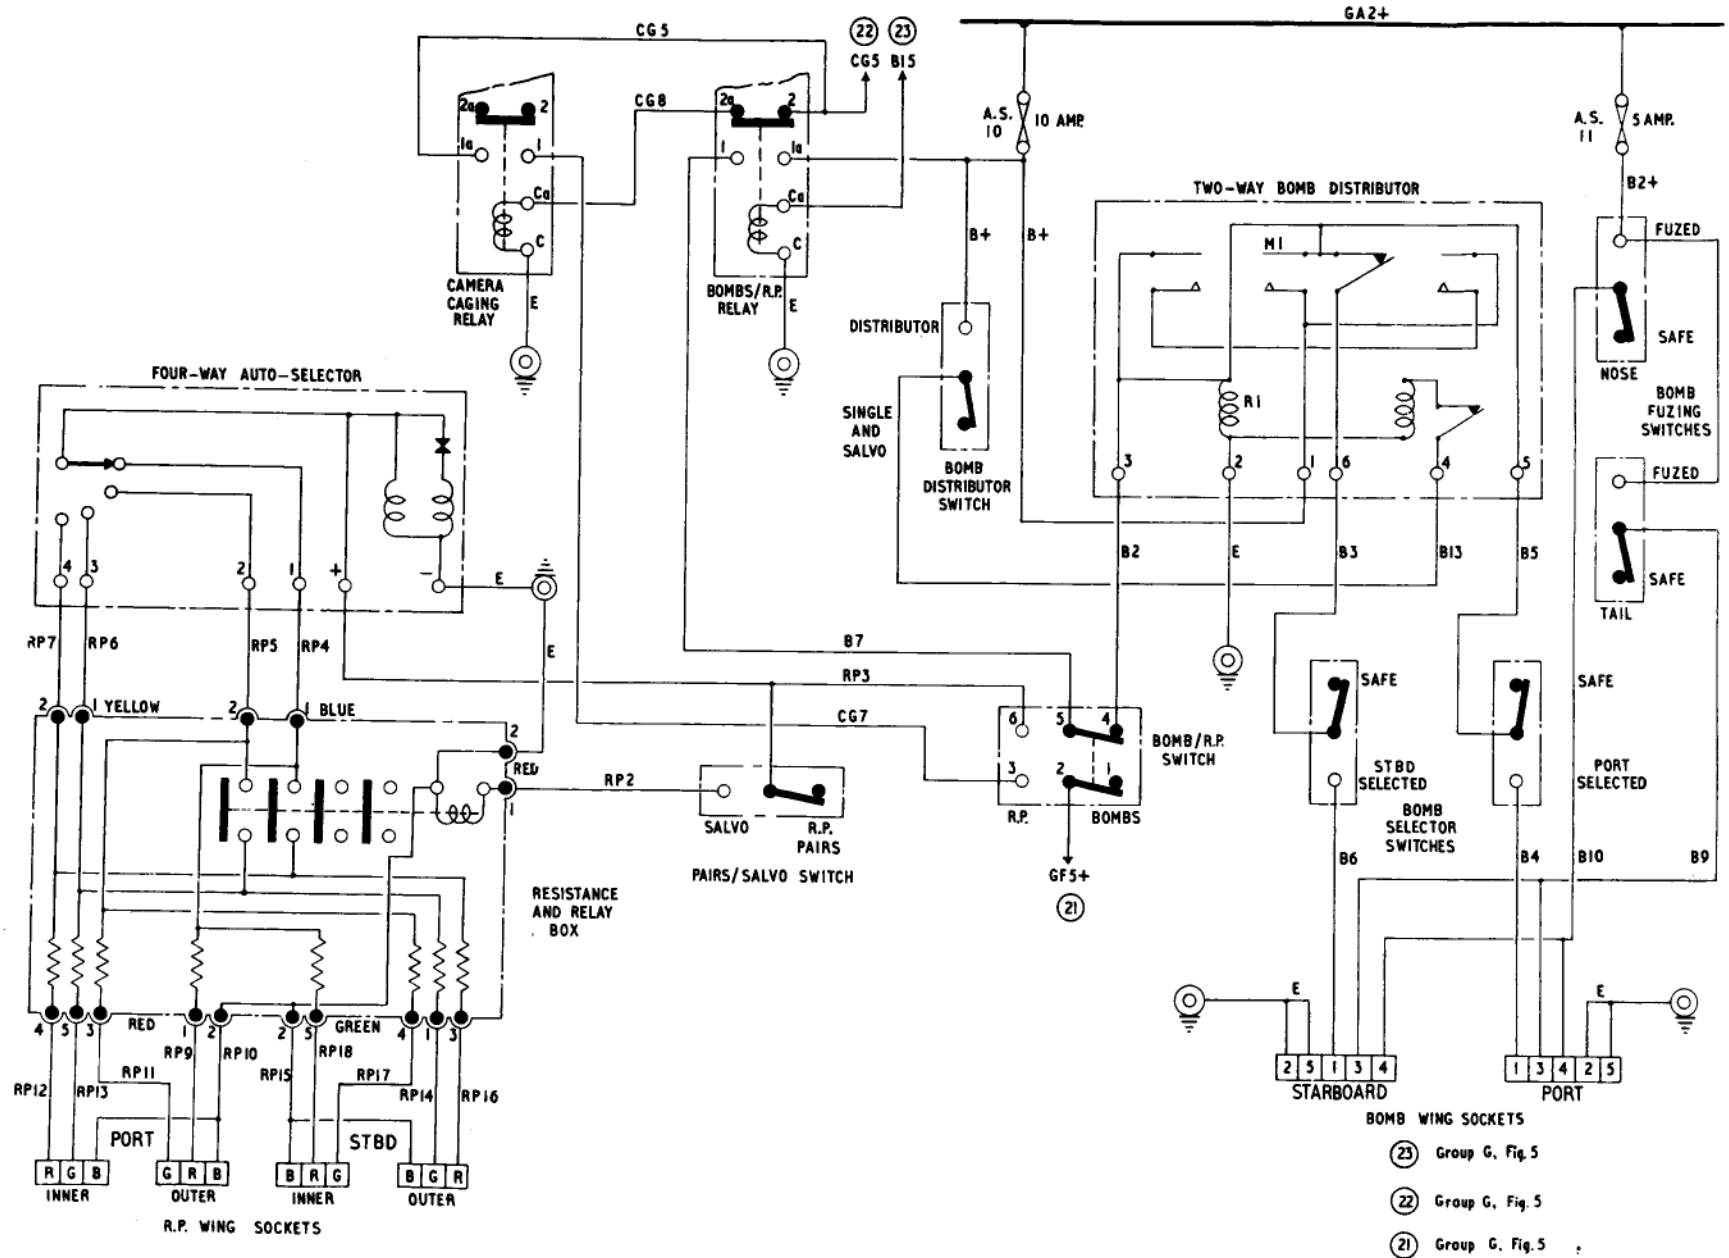 GA2+
CG5
22 23
CG5 B15
2a 2
1a 1
Ca
C
E
CAMERA
CAGING
RELAY
CG8
2a 2
1 1a
Ca
C
E
BOMBS/R.P.
RELAY
A.S.
10
10 AMP.
B+ B+
A.S.
11
5 AMP.
B2+
TWO-WAY BOMB DISTRIBUTOR
M1
R1
3 2 1 6 4 5
B2 E B3 B13 B5
DISTRIBUTOR
SINGLE
AND
SALVO
BOMB
DISTRIBUTOR
SWITCH
FUZED
SAFE
NOSE
BOMB
FUZING
SWITCHES
FUZED
SAFE
TAIL
FOUR-WAY AUTO-SELECTOR
4 3 2 1 + −
E
E
RP7 RP6 RP5 RP4
2 1 YELLOW 2 1 BLUE
2
RED
1
B7
RP3
CG7
RP2
SALVO
R.P.
PAIRS
PAIRS/SALVO SWITCH
6 5 4
3 2 1
R.P. BOMBS
BOMB/R.P.
SWITCH
GF5+
21
SAFE
STBD
SELECTED
SAFE
PORT
SELECTED
BOMB
SELECTOR
SWITCHES
B6 B4 B10 B9
RESISTANCE
AND RELAY
BOX
4 5 3 RED 1 2 2 5 GREEN 4 1 3
RP9 RP10 RP18
RP12 RP13 RP11 RP15 RP17 RP14 RP16
PORT STBD
R G B
INNER
G R B
OUTER
B R G
INNER
B G R
OUTER
R.P. WING SOCKETS
E E
2 5 1 3 4
STARBOARD
1 3 4 2 5
PORT
BOMB WING SOCKETS
23 Group G, Fig. 5
22 Group G, Fig. 5
21 Group G, Fig. 5